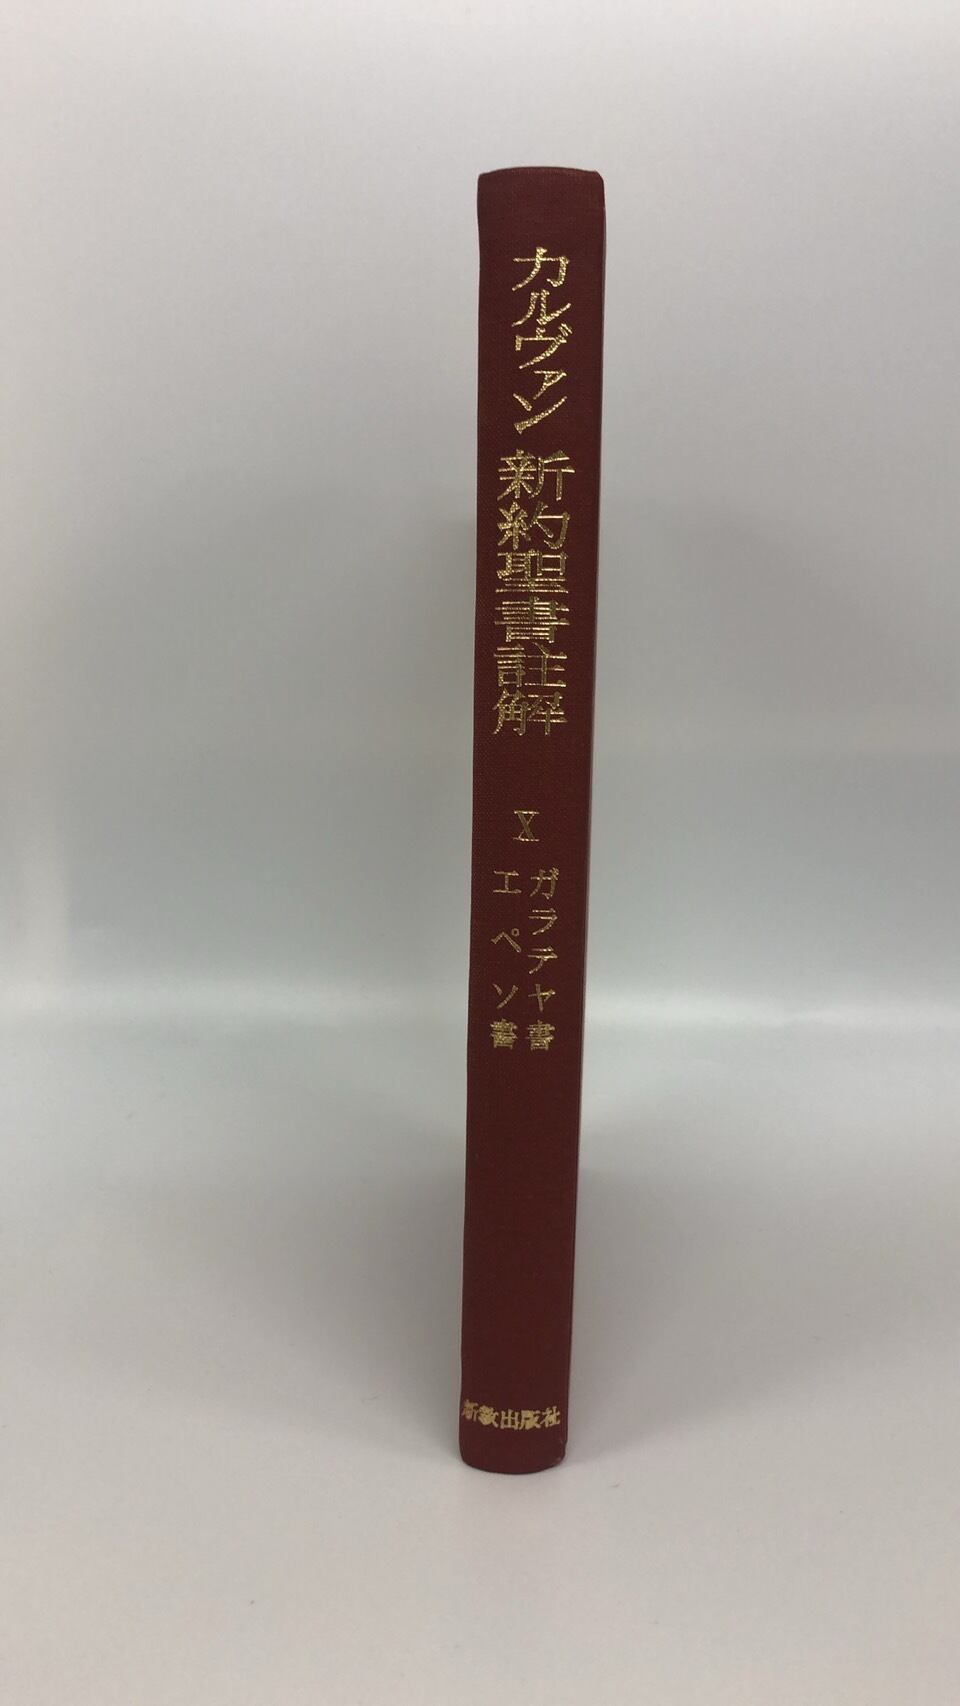 カルヴァン 新約聖書註解
X
ガラテヤ書
エペソ書
新教出版社